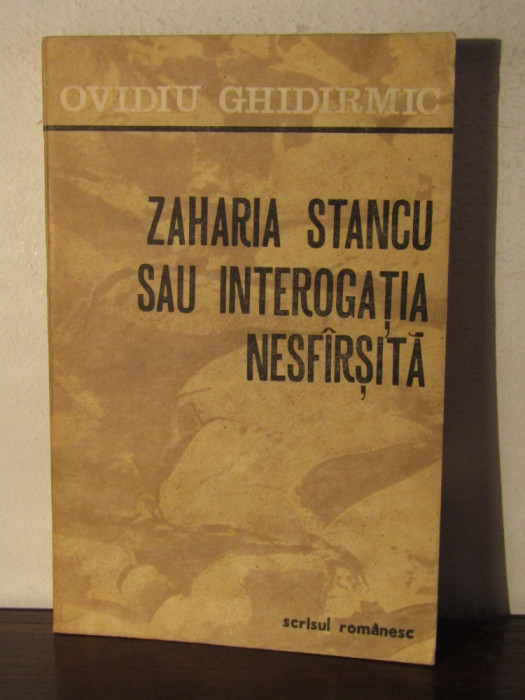 OVIDIU GHIDIRMIC
ZAHARIA STANCU
SAU INTEROGAȚIA
NESFÎRȘITĂ
scrisul românesc